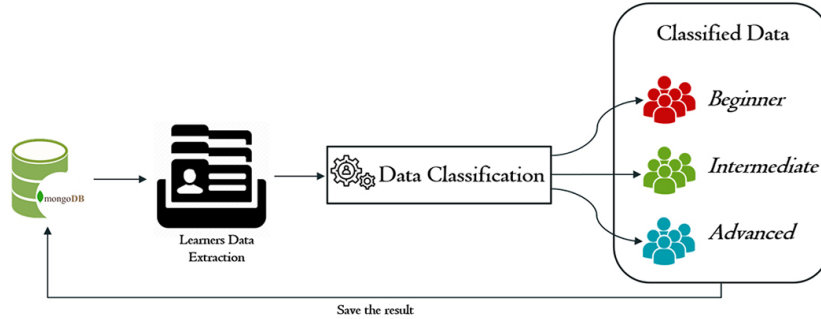 Classified Data
Beginner
mongoDB
Learners Data
Extraction
Data Classification
Intermediate
Advanced
Save the result